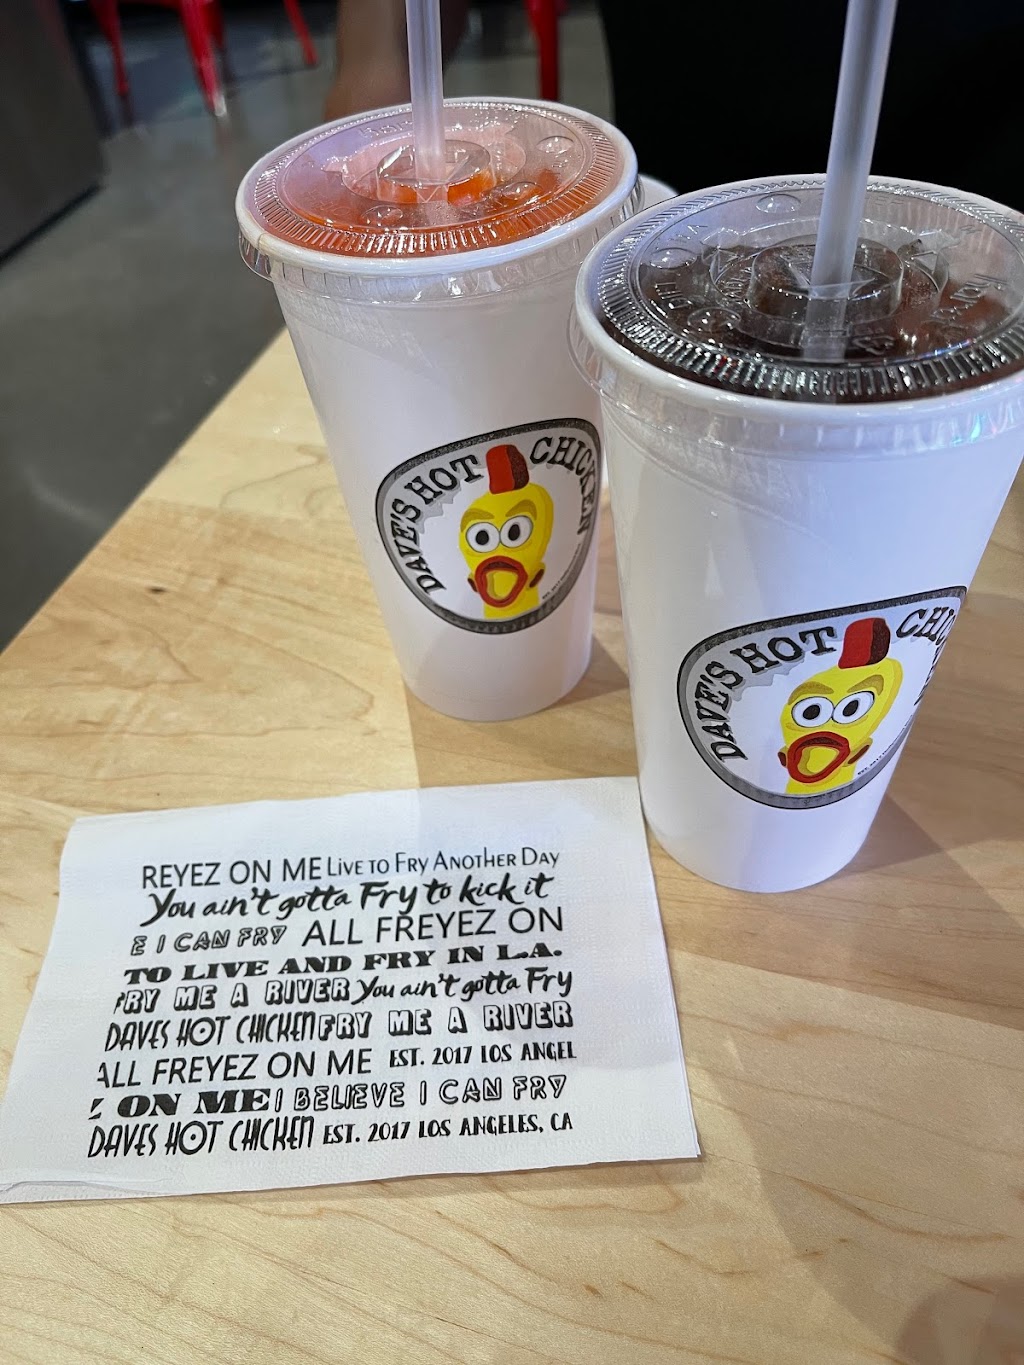 DAVE'S HOT CHICKEN
DAVE'S HOT CHIC
REYEZ ON ME LIVE TO FRY ANOTHER DAY
You ain't gotta Fry to kick it
E I CAN FRY ALL FREYEZ ON
TO LIVE AND FRY IN L.A.
FRY ME A RIVER You ain't gotta Fry
DAVES HOT CHICKEN FRY ME A RIVER
ALL FREYEZ ON ME EST. 2017 LOS ANGEL
Z ON ME I BELIEVE I CAN FRY
DAVES HOT CHICKEN EST. 2017 LOS ANGELES, CA